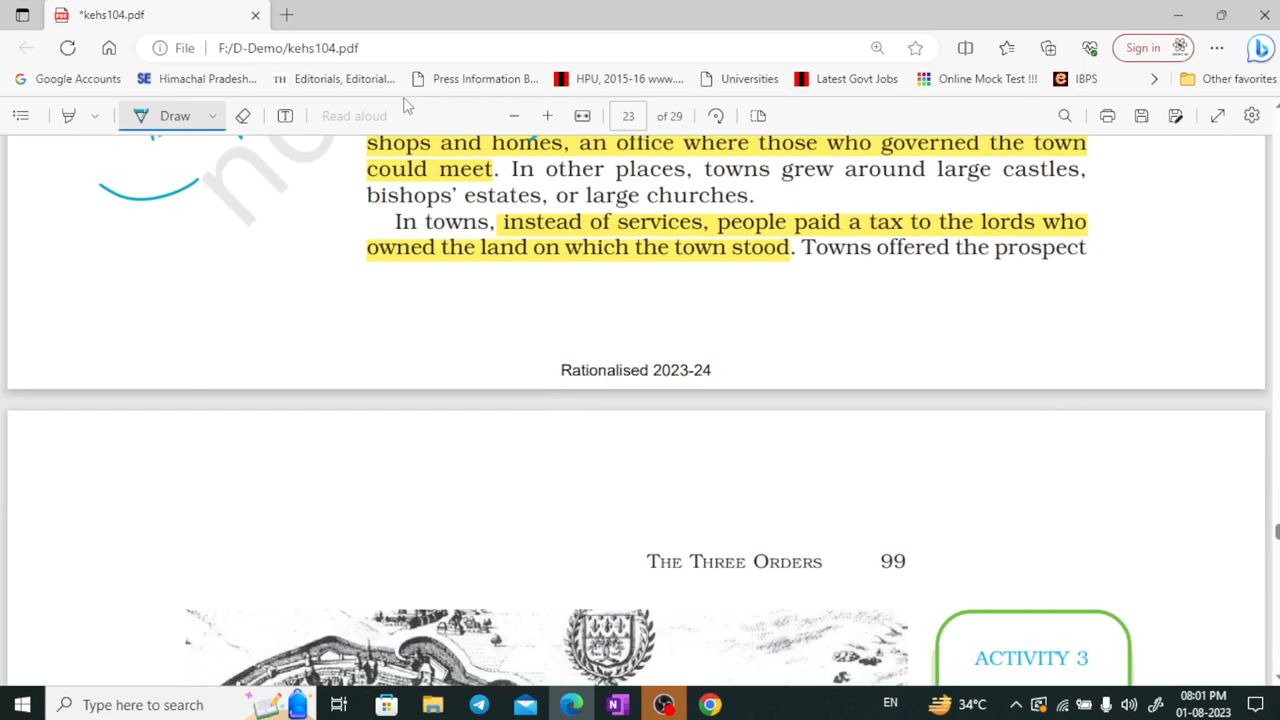 *kehs104.pdf
File F:/D-Demo/kehs104.pdf Sign in
Google Accounts SE Himachal Pradesh... TH Editorials, Editorial... Press Information B... HPU, 2015-16 www.... Universities Latest Govt Jobs Online Mock Test !!! IBPS Other favorites
Draw Read aloud 23 of 29
shops and homes, an office where those who governed the town
could meet. In other places, towns grew around large castles,
bishops' estates, or large churches.
In towns, instead of services, people paid a tax to the lords who
owned the land on which the town stood. Towns offered the prospect
Rationalised 2023-24
THE THREE ORDERS 99
ACTIVITY 3
Type here to search EN 34°C 08:01 PM
01-08-2023